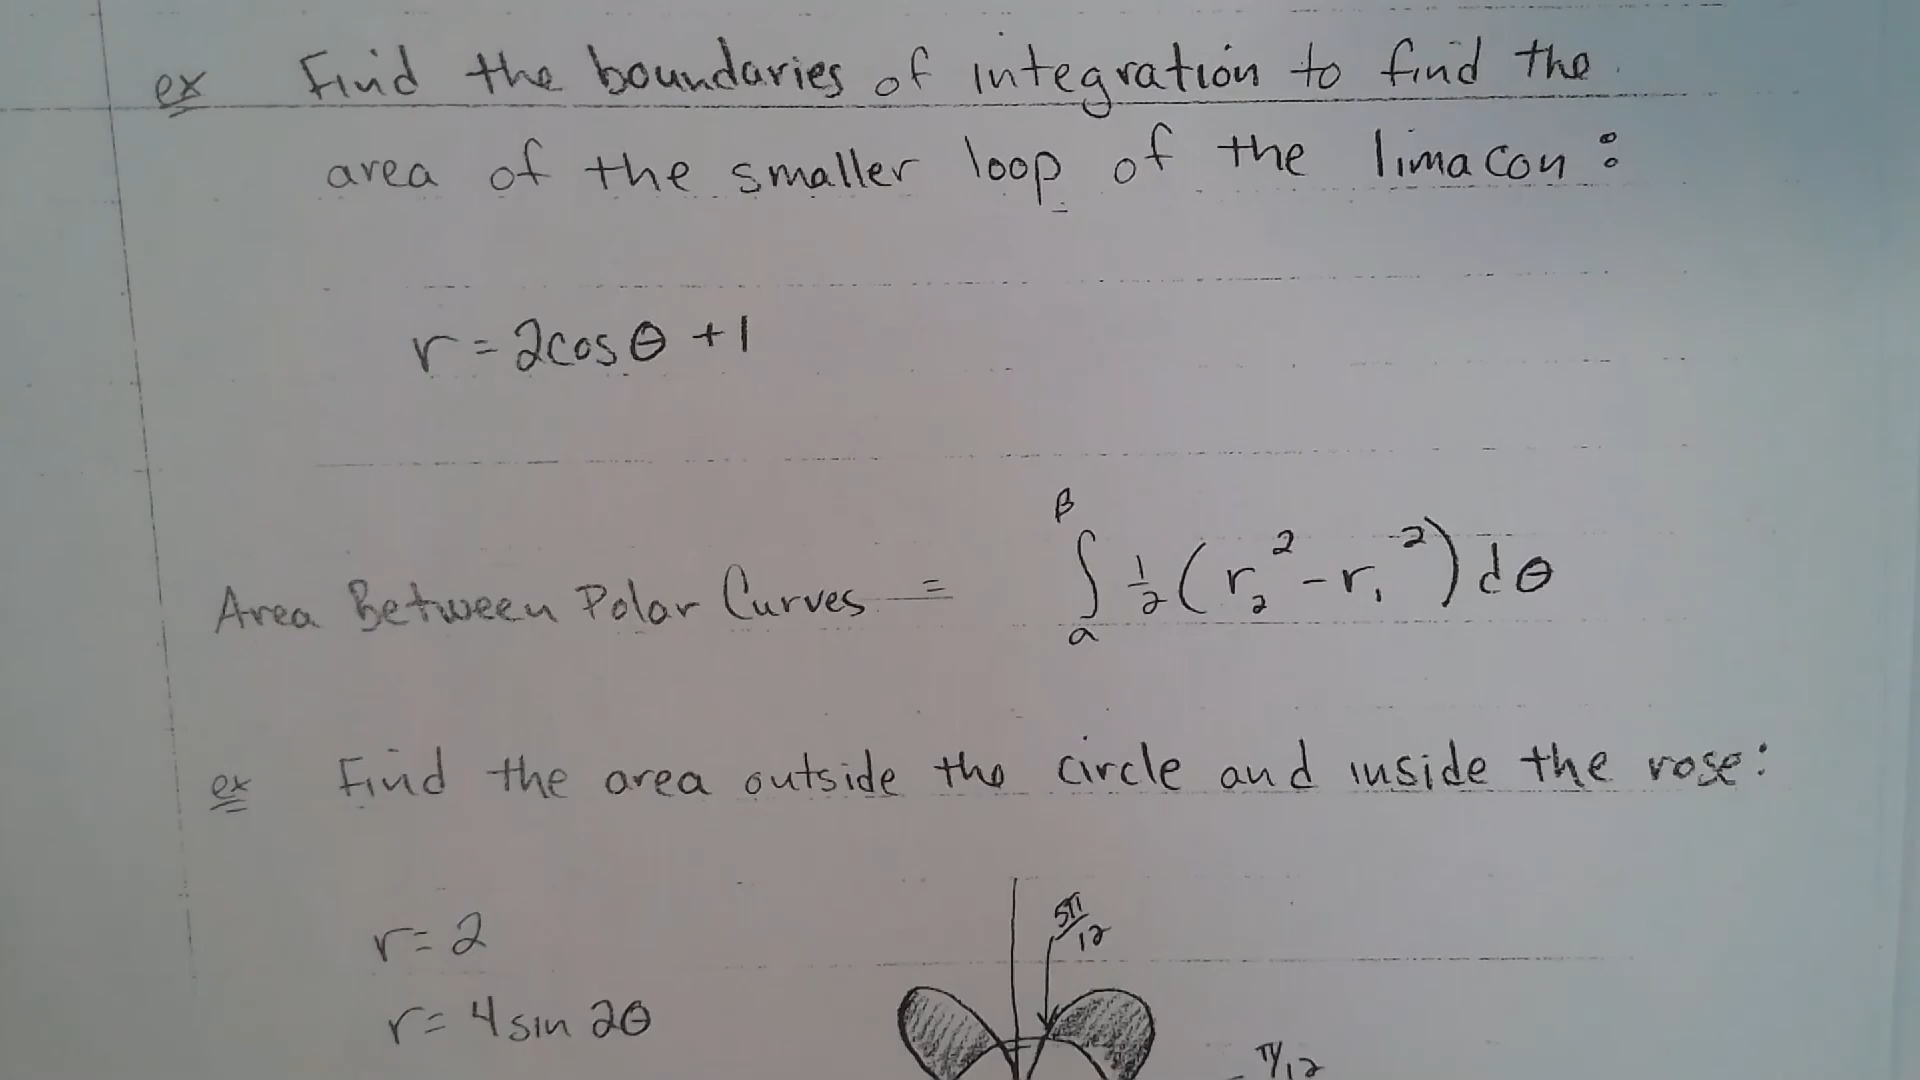 ex Find the boundaries of integration to find the
area of the smaller loop of the limacon:
r = 2cosθ + 1
Area Between Polar Curves = ∫ₐᵝ ½(r₂² - r₁²)dθ
ex Find the area outside the circle and inside the rose:
r = 2
5π/12
r = 4 sin 2θ
π/12